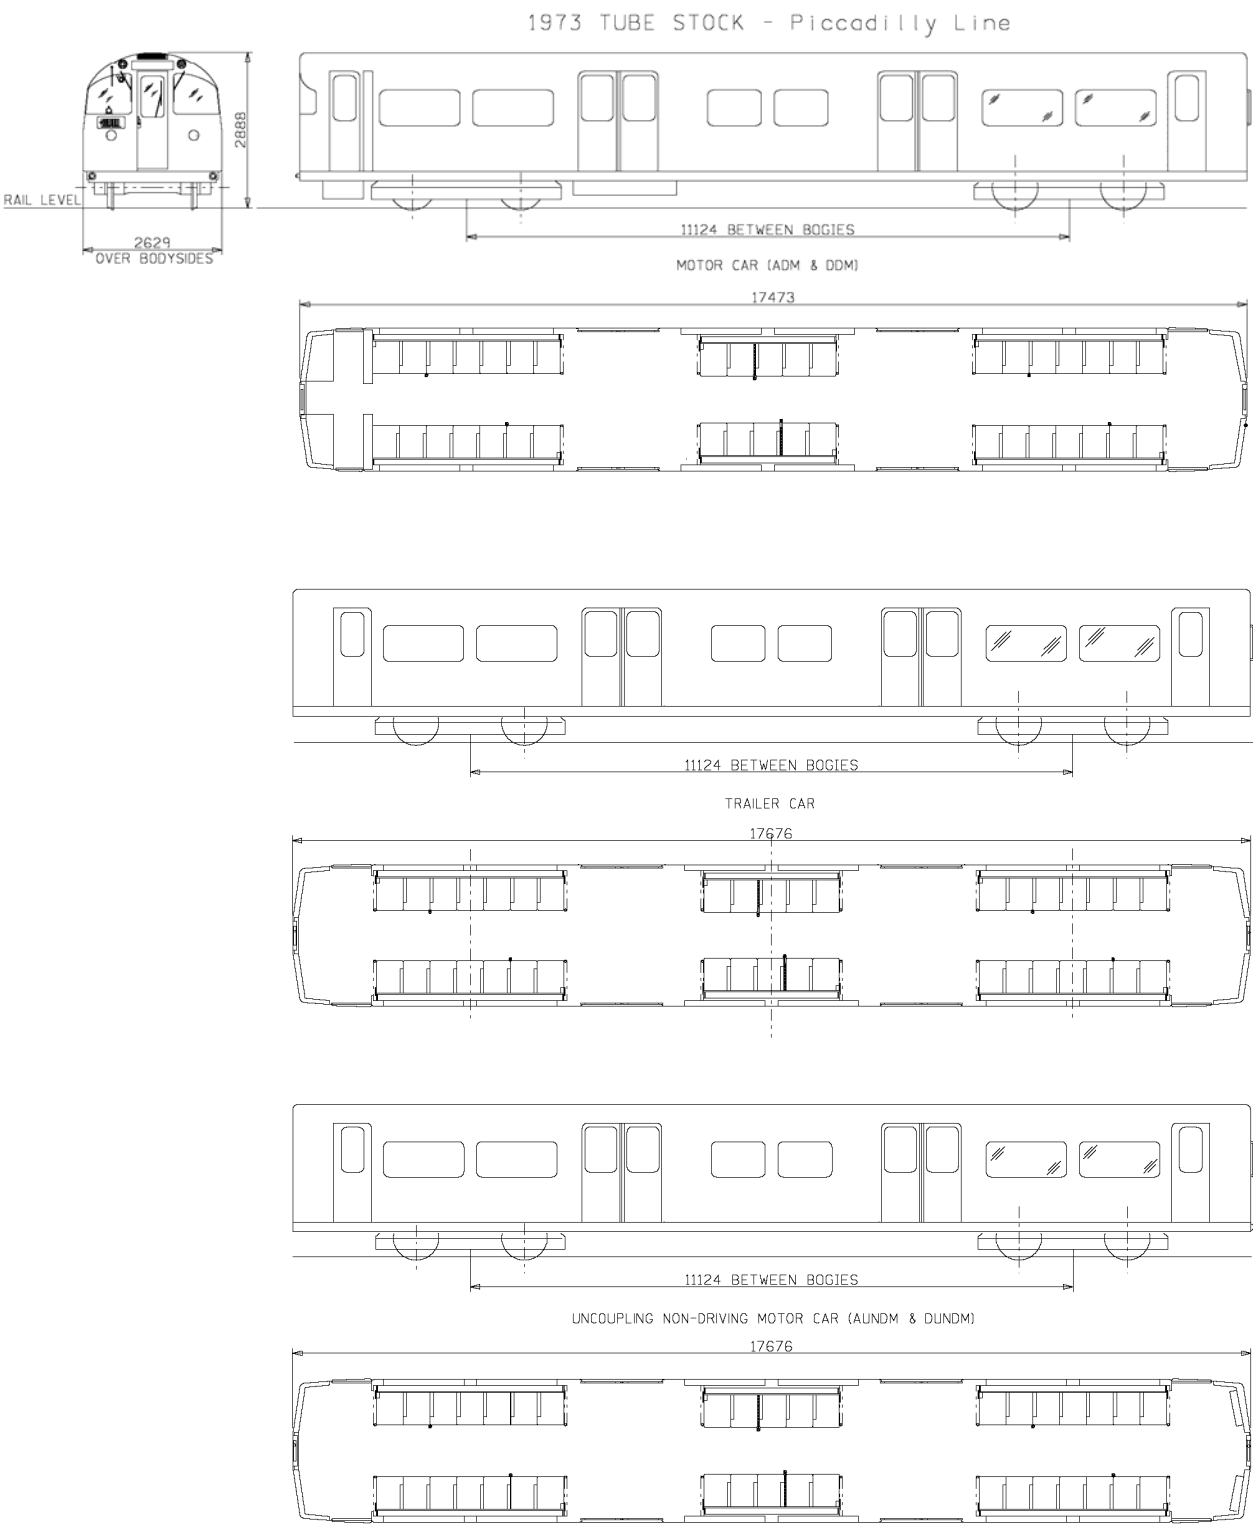 1973 TUBE STOCK - Piccadilly Line
2888
RAIL LEVEL
2629
OVER BODYSIDES
11124 BETWEEN BOGIES
MOTOR CAR (ADM & DDM)
17473
11124 BETWEEN BOGIES
TRAILER CAR
17676
11124 BETWEEN BOGIES
UNCOUPLING NON-DRIVING MOTOR CAR (AUNDM & DUNDM)
17676